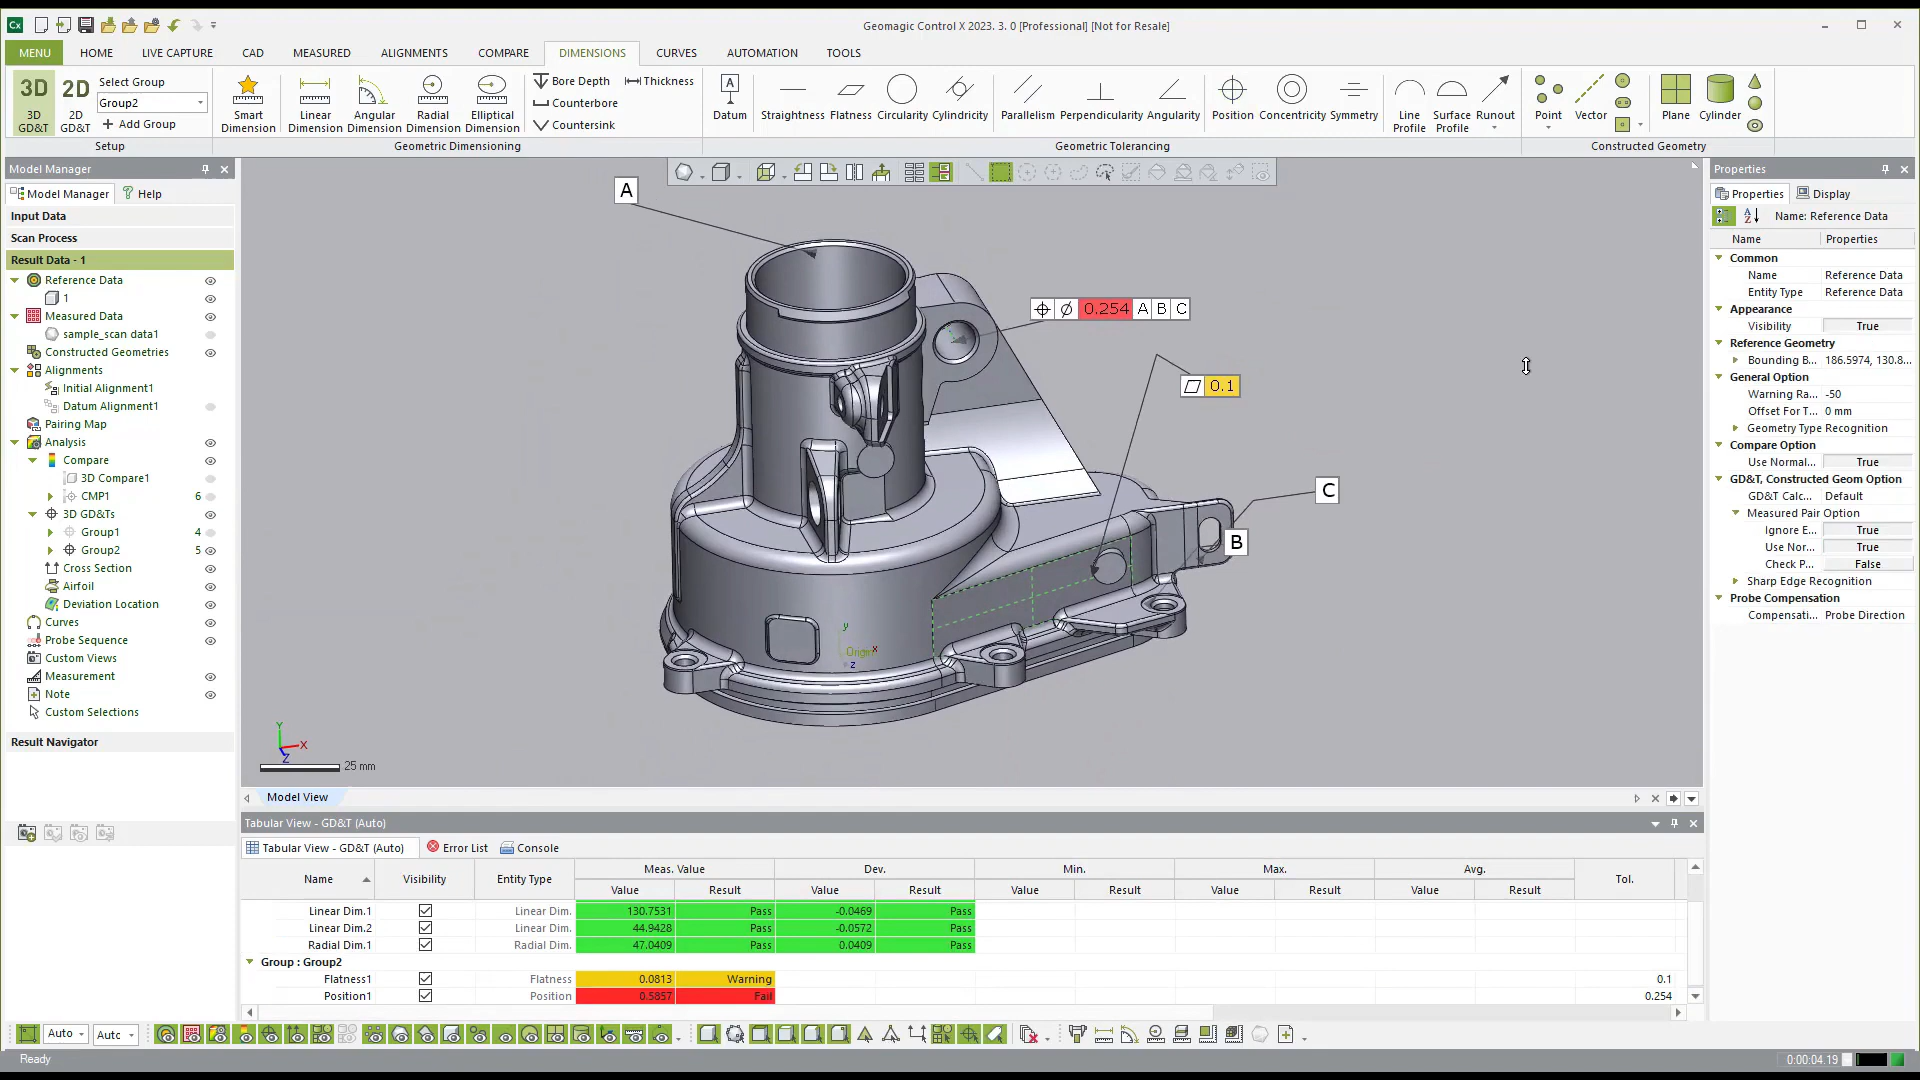 Cx
Geomagic Control X 2023. 3. 0 [Professional] [Not for Resale]
MENU HOME LIVE CAPTURE CAD MEASURED ALIGNMENTS COMPARE DIMENSIONS CURVES AUTOMATION TOOLS
3D 3D GD&T
2D 2D GD&T
Select Group
Group2
Add Group
Setup
Smart Dimension
Linear Dimension
Angular Dimension
Radial Dimension
Elliptical Dimension
Bore Depth
Thickness
Counterbore
Countersink
Geometric Dimensioning
A
Datum
Straightness
Flatness
Circularity
Cylindricity
Parallelism
Perpendicularity
Angularity
Position
Concentricity
Symmetry
Line Profile
Surface Profile
Runout
Geometric Tolerancing
Point
Vector
Plane
Cylinder
Constructed Geometry
Model Manager
Model Manager Help
Input Data
Scan Process
Result Data - 1
Reference Data
1
Measured Data
sample_scan data1
Constructed Geometries
Alignments
Initial Alignment1
Datum Alignment1
Pairing Map
Analysis
Compare
3D Compare1
CMP1 6
3D GD&Ts
Group1 4
Group2 5
Cross Section
Airfoil
Deviation Location
Curves
Probe Sequence
Custom Views
Measurement
Note
Custom Selections
Result Navigator
A
⌖ ⌀ 0.254 A B C
0.1
C
B
y
Origin x
z
Y
X
Z
25 mm
Model View
Properties
Properties Display
Name: Reference Data
Name Properties
Common
Name Reference Data
Entity Type Reference Data
Appearance
Visibility True
Reference Geometry
Bounding B... 186.5974, 130.8...
General Option
Warning Ra... -50
Offset For T... 0 mm
Geometry Type Recognition
Compare Option
Use Normal... True
GD&T, Constructed Geom Option
GD&T Calc... Default
Measured Pair Option
Ignore E... True
Use Nor... True
Check P... False
Sharp Edge Recognition
Probe Compensation
Compensati... Probe Direction
Tabular View - GD&T (Auto)
Tabular View - GD&T (Auto) Error List Console
Name Visibility Entity Type Meas. Value Dev. Min. Max. Avg. Tol.
Value Result Value Result Value Result Value Result Value Result
Linear Dim.1 Linear Dim. 130.7531 Pass -0.0469 Pass
Linear Dim.2 Linear Dim. 44.9428 Pass -0.0572 Pass
Radial Dim.1 Radial Dim. 47.0409 Pass 0.0409 Pass
Group : Group2
Flatness1 Flatness 0.0813 Warning 0.1
Position1 Position 0.5857 Fail 0.254
Auto Auto
Ready
0:00:04.19